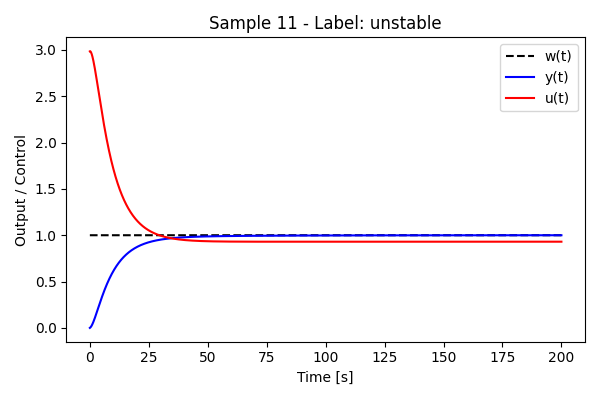 Sample 11 - Label: unstable
w(t)
y(t)
u(t)
Output / Control
3.0
2.5
2.0
1.5
1.0
0.5
0.0
0 25 50 75 100 125 150 175 200
Time [s]